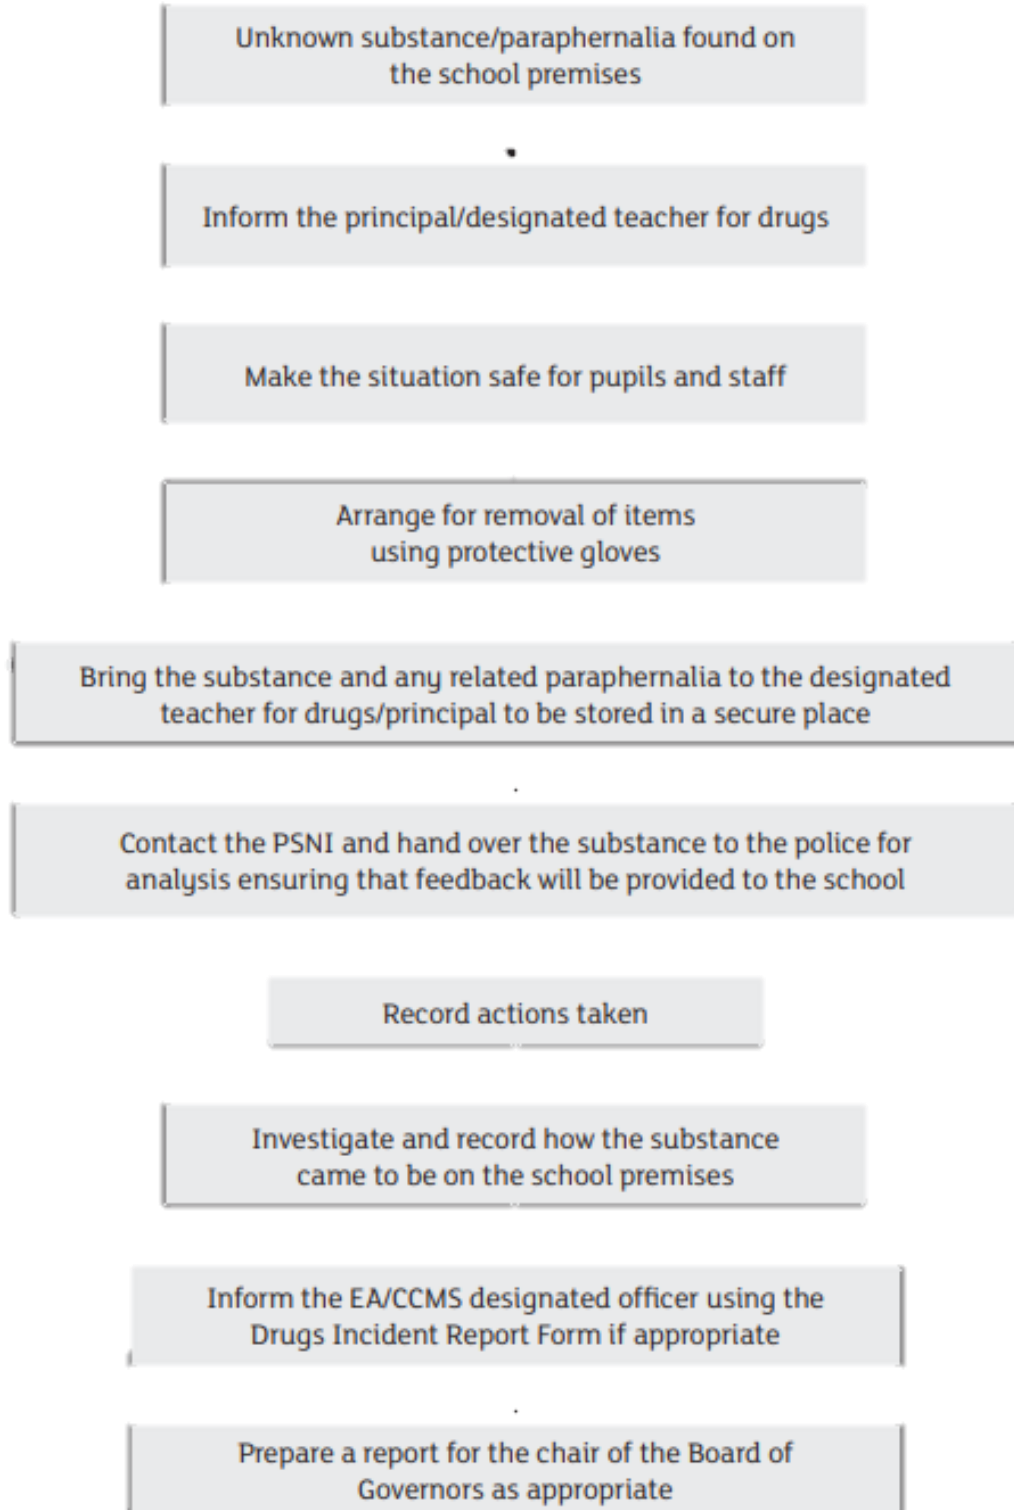 Unknown substance/paraphernalia found on
the school premises
Inform the principal/designated teacher for drugs
Make the situation safe for pupils and staff
Arrange for removal of items
using protective gloves
Bring the substance and any related paraphernalia to the designated
teacher for drugs/principal to be stored in a secure place
Contact the PSNI and hand over the substance to the police for
analysis ensuring that feedback will be provided to the school
Record actions taken
Investigate and record how the substance
came to be on the school premises
Inform the EA/CCMS designated officer using the
Drugs Incident Report Form if appropriate
Prepare a report for the chair of the Board of
Governors as appropriate